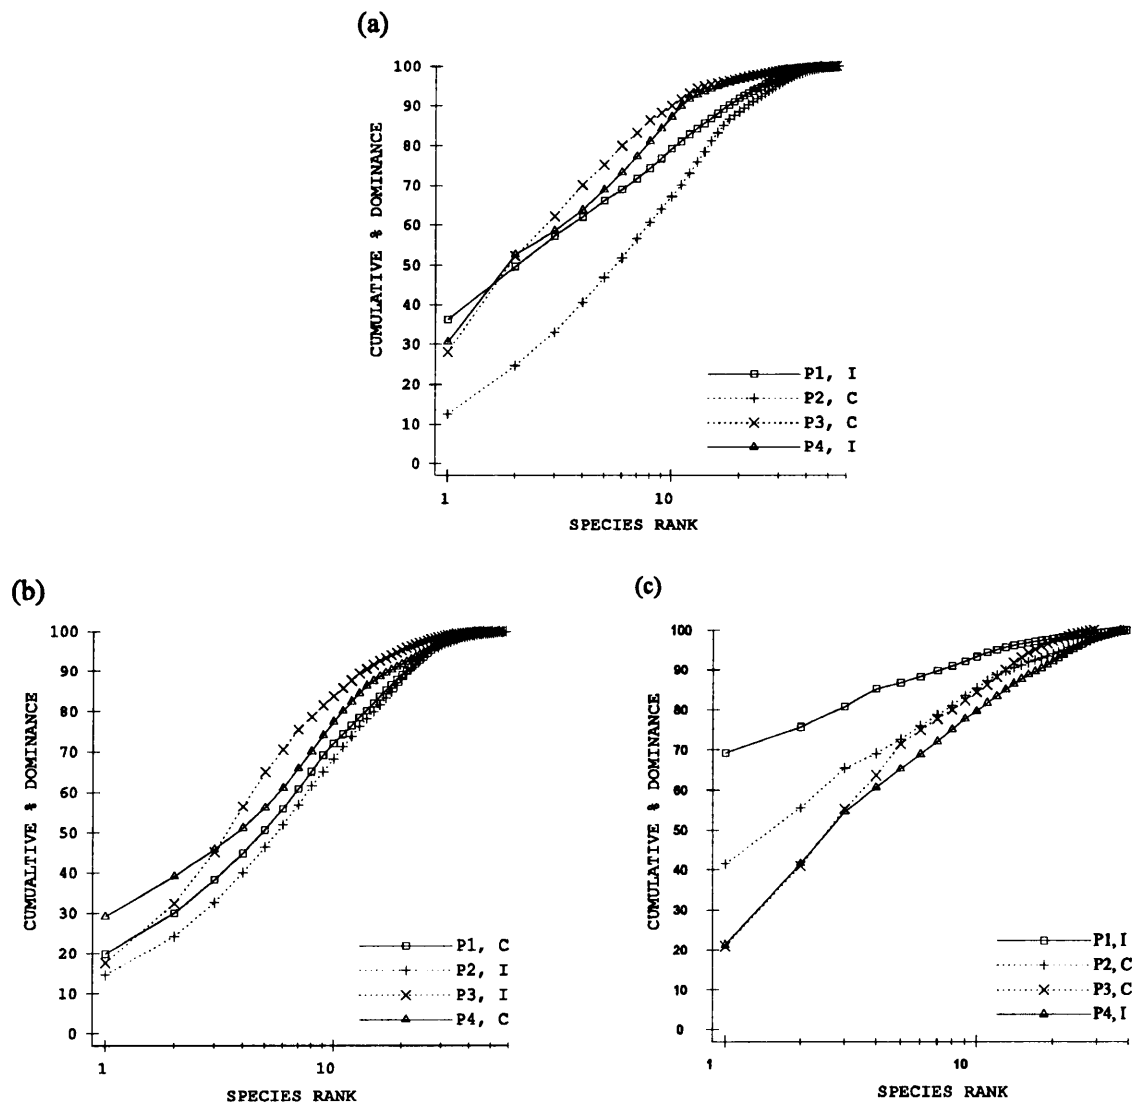 (a)
CUMULATIVE % DOMINANCE
100
90
80
70
60
50
40
30
20
10
0
1
10
SPECIES RANK
P1, I
P2, C
P3, C
P4, I
(b)
CUMUALTIVE % DOMINANCE
100
90
80
70
60
50
40
30
20
10
0
1
10
SPECIES RANK
P1, C
P2, I
P3, I
P4, C
(c)
CUMULATIVE % DOMINANCE
100
90
80
70
60
50
40
30
20
10
0
1
10
SPECIES RANK
P1, I
P2, C
P3, C
P4, I